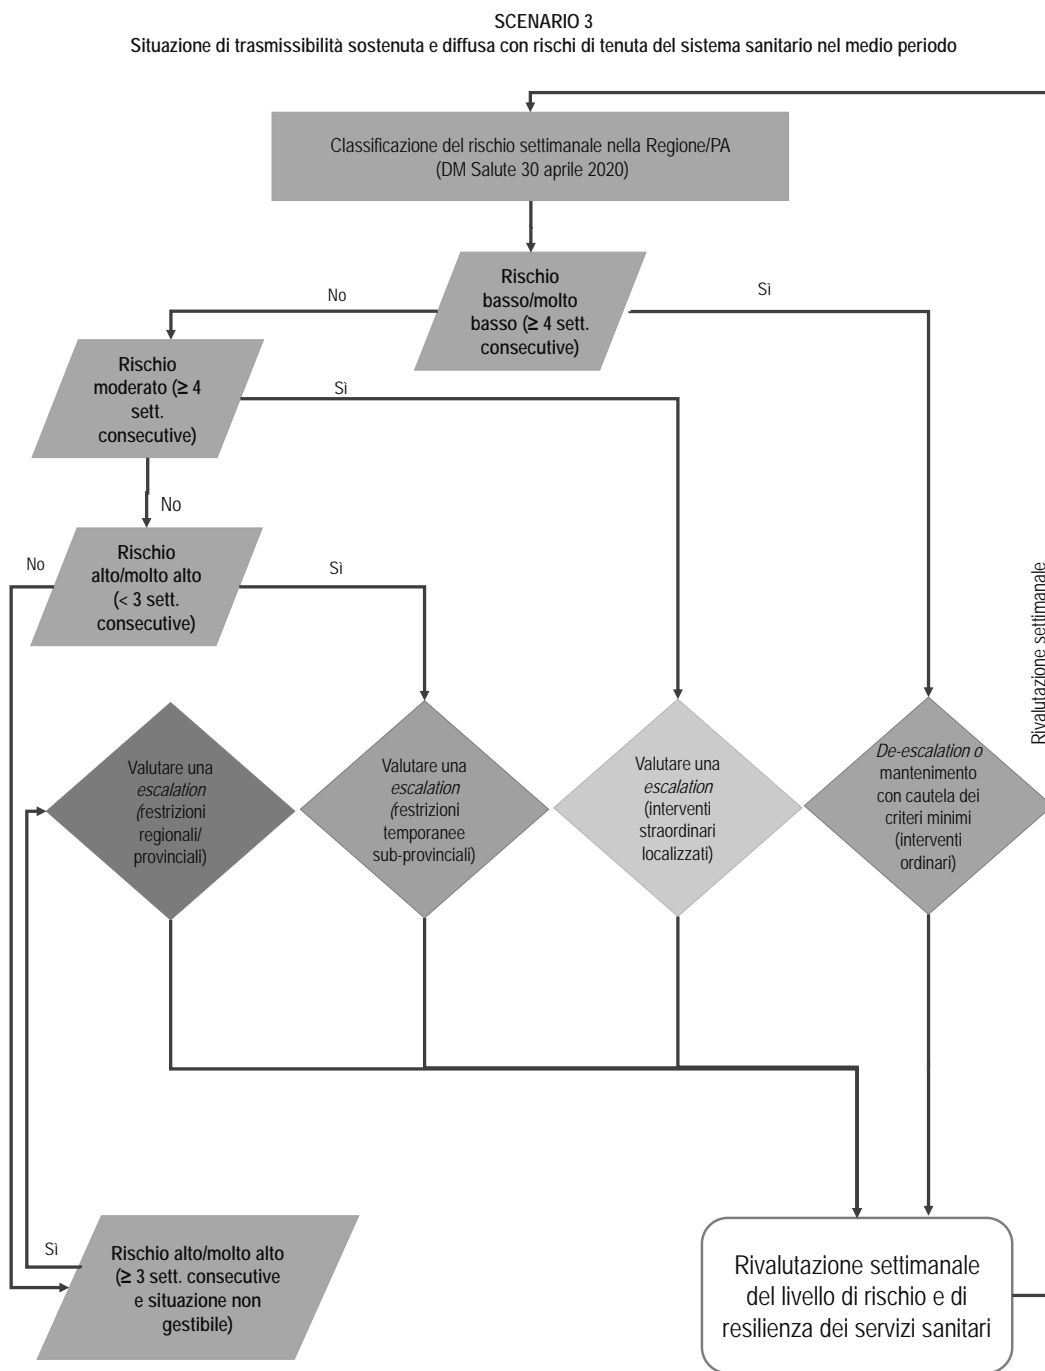 SCENARIO 3
Situazione di trasmissibilità sostenuta e diffusa con rischi di tenuta del sistema sanitario nel medio periodo
Classificazione del rischio settimanale nella Regione/PA
(DM Salute 30 aprile 2020)
Rischio
basso/molto
basso (≥ 4 sett.
consecutive)
No
Sì
Rischio
moderato (≥ 4
sett.
consecutive)
Sì
No
Rischio
alto/molto alto
(< 3 sett.
consecutive)
No
Sì
Rivalutazione settimanale
Valutare una
escalation
(restrizioni
regionali/
provinciali)
Valutare una
escalation
(restrizioni
temporanee
sub-provinciali)
Valutare una
escalation
(interventi
straordinari
localizzati)
De-escalation o
mantenimento
con cautela dei
criteri minimi
(interventi
ordinari)
Sì
Rischio alto/molto alto
(≥ 3 sett. consecutive
e situazione non
gestibile)
Rivalutazione settimanale
del livello di rischio e di
resilienza dei servizi sanitari